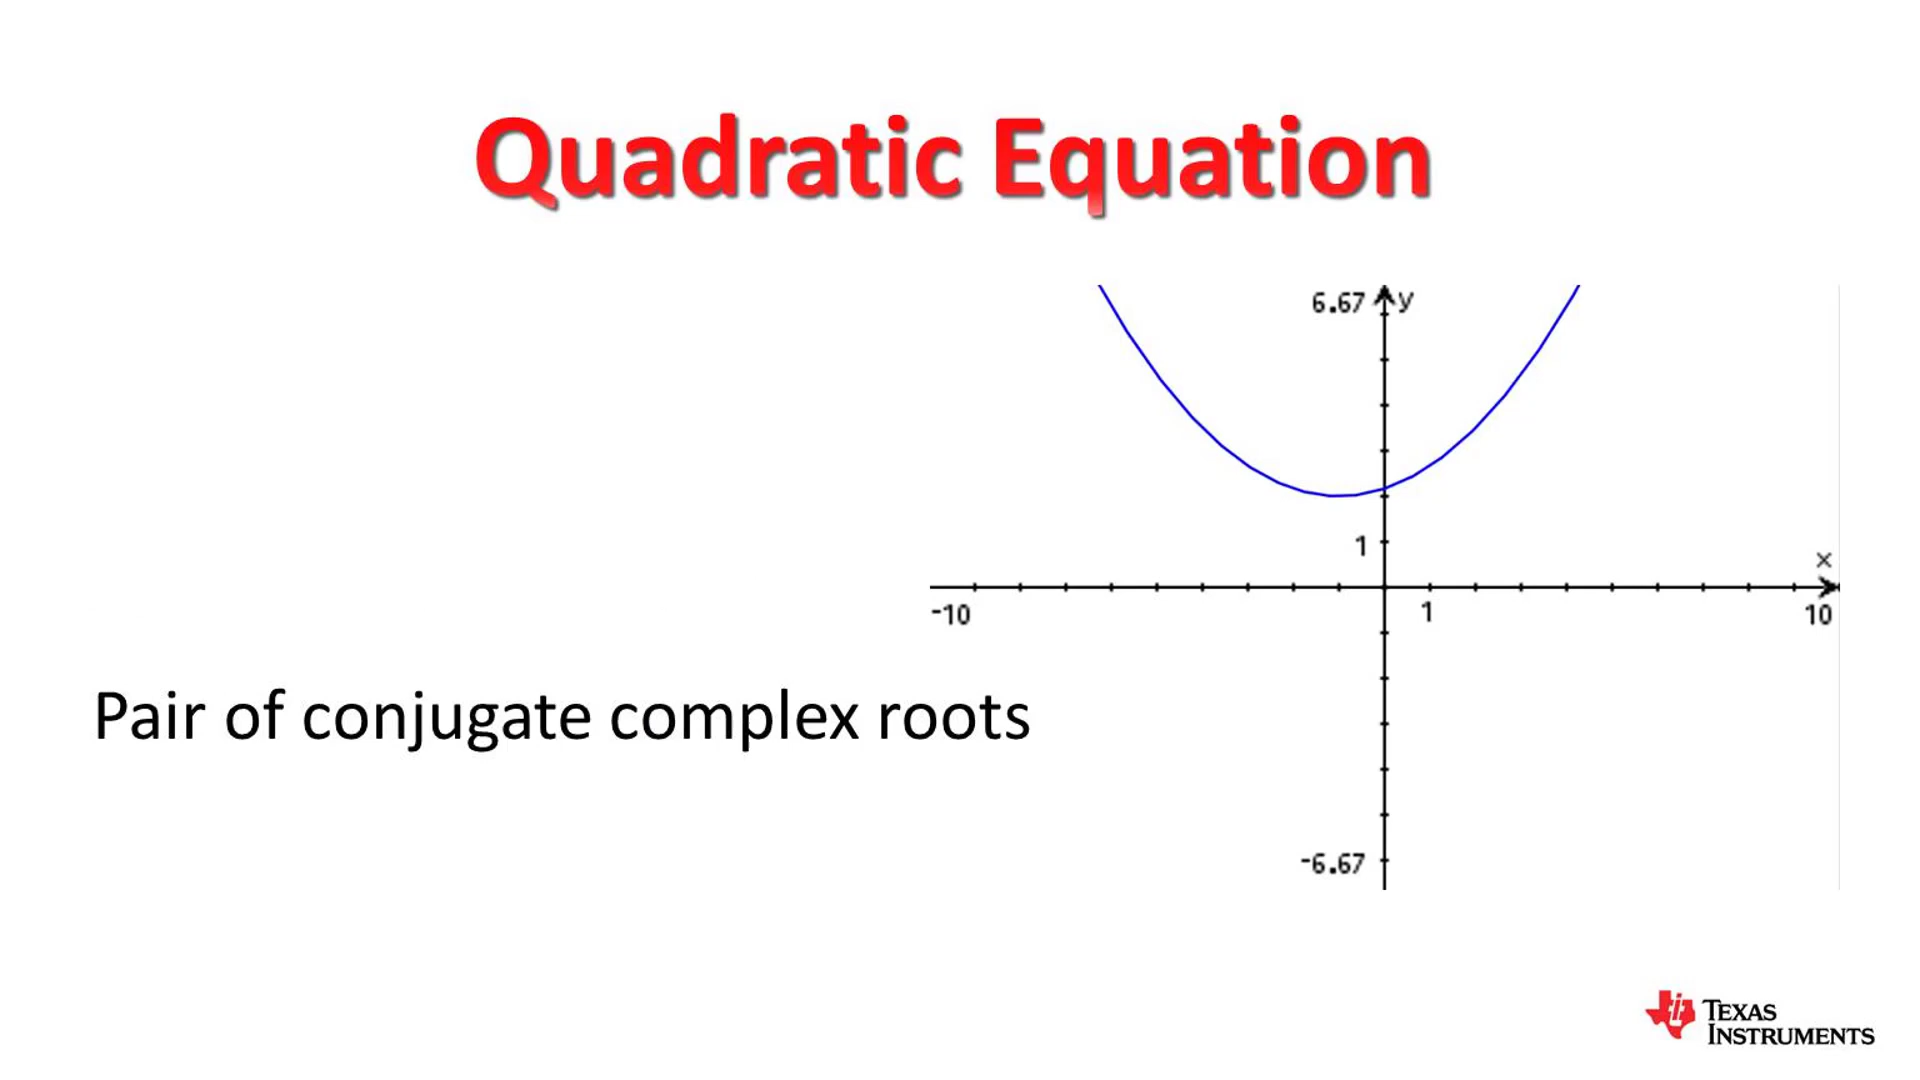 Quadratic Equation
6.67 y
1
x
-10 1 10
Pair of conjugate complex roots
-6.67
TEXAS
INSTRUMENTS